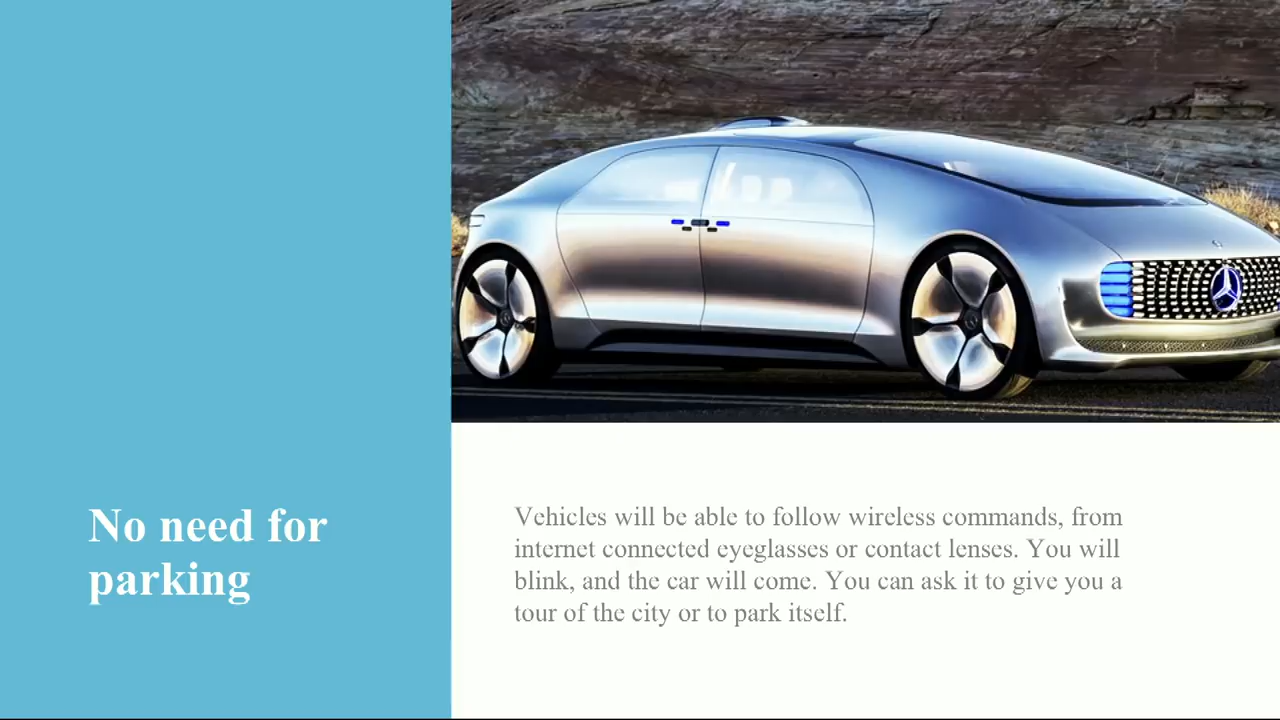 No need for
parking
Vehicles will be able to follow wireless commands, from
internet connected eyeglasses or contact lenses. You will
blink, and the car will come. You can ask it to give you a
tour of the city or to park itself.